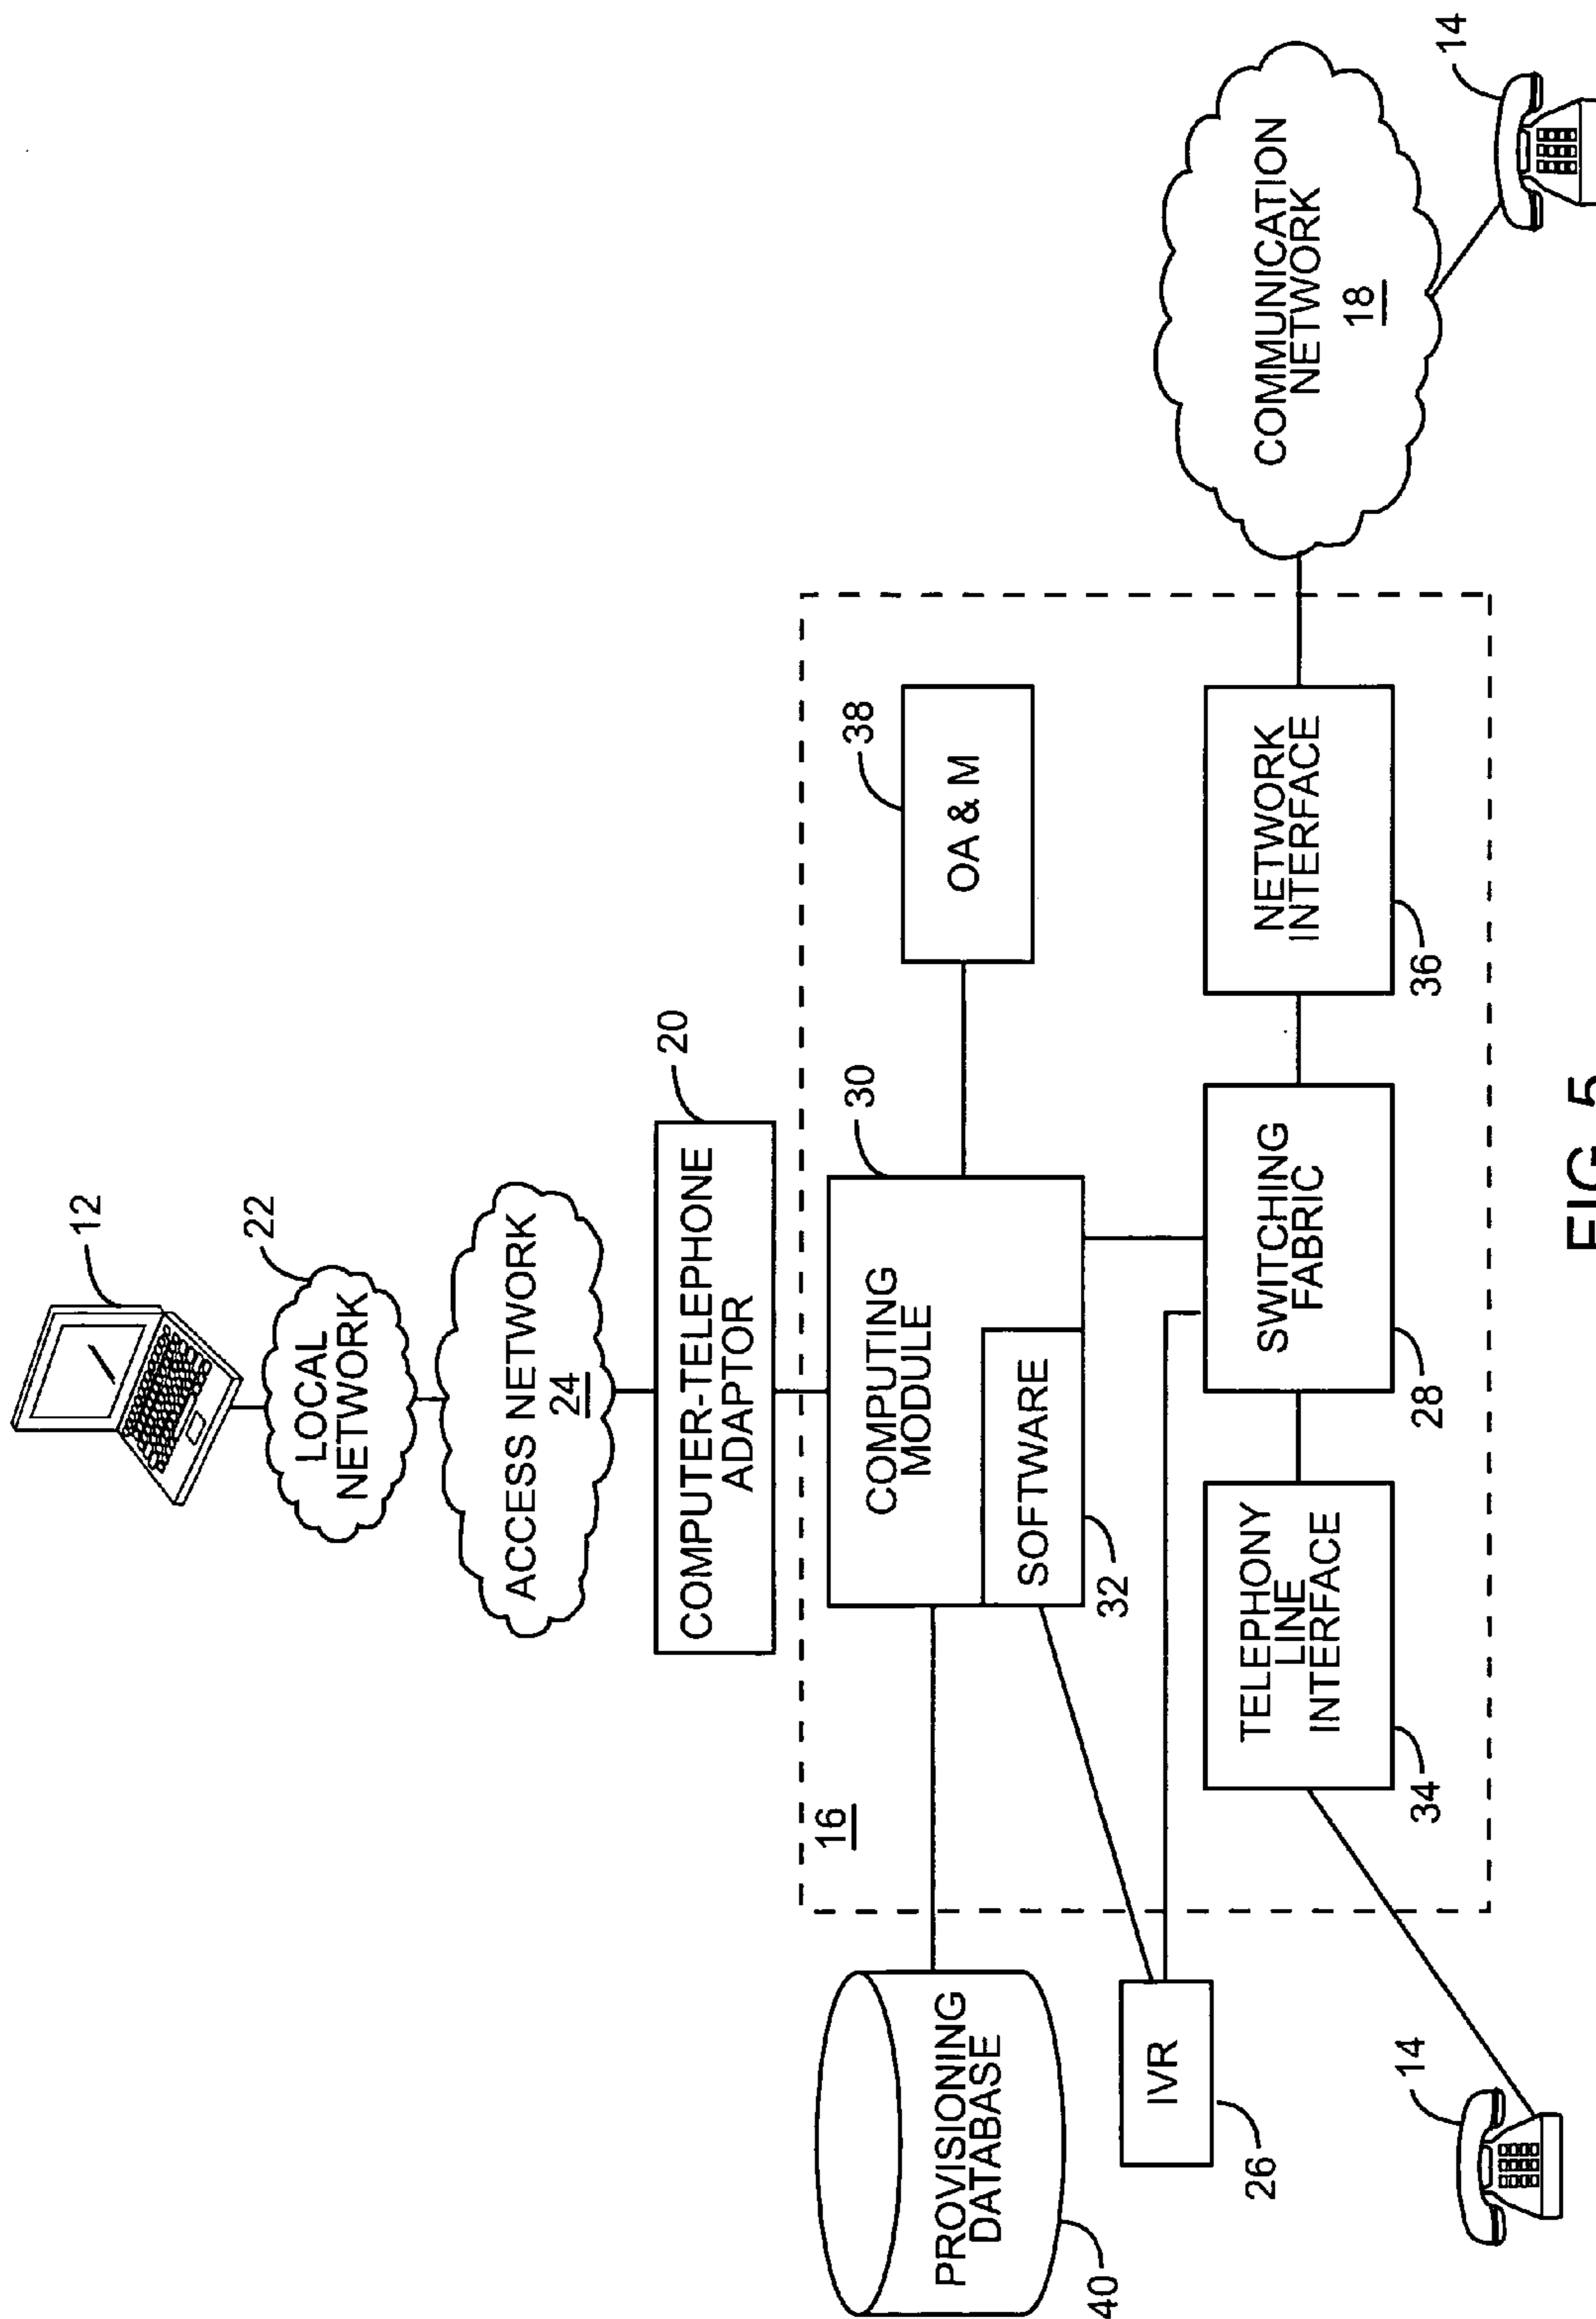 12
22
LOCAL
NETWORK
ACCESS NETWORK
24
20
COMPUTER-TELEPHONE
ADAPTOR
16
30
COMPUTING
MODULE
SOFTWARE
32
38
OA & M
PROVISIONING
DATABASE
40
IVR
26
TELEPHONY
LINE
INTERFACE
34
SWITCHING
FABRIC
28
NETWORK
INTERFACE
36
COMMUNICATION
NETWORK
18
14
14
FIG. 5